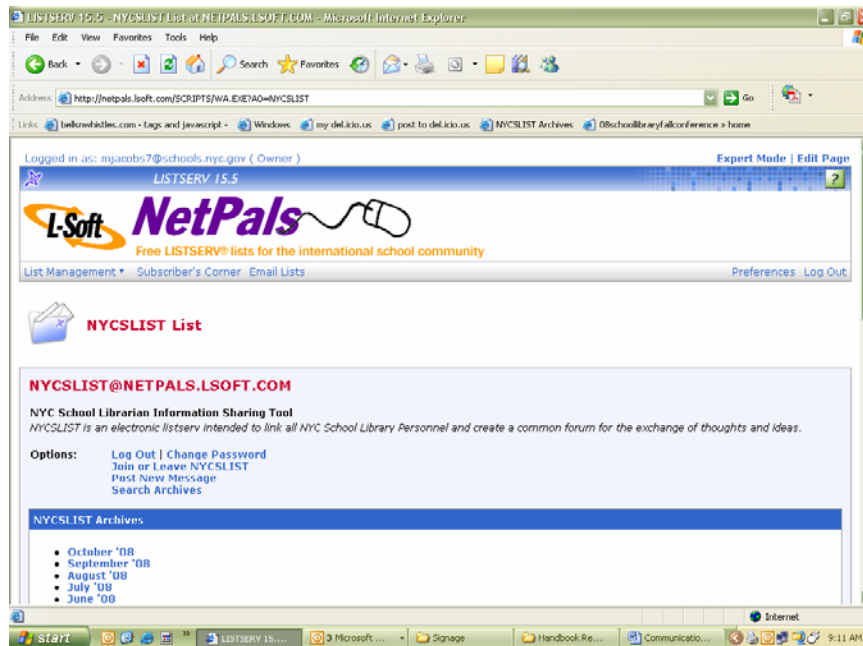 LISTSERV 15.5 - NYCSLIST List at NETPALS.LSOFT.COM - Microsoft Internet Explorer
File Edit View Favorites Tools Help
Back Search Favorites
Address http://netpals.lsoft.com/SCRIPTS/WA.EXE?A0=NYCSLIST Go
Links bellsnwhistles.com - tags and javascript - Windows my del.icio.us post to del.icio.us NYCSLIST Archives 08schoollibraryfallconference » home
Logged in as: mjacobs7@schools.nyc.gov ( Owner ) Expert Mode | Edit Page
LISTSERV 15.5 ?
L-Soft NetPals
Free LISTSERV® lists for the international school community
List Management Subscriber's Corner Email Lists Preferences Log Out
NYCSLIST List
NYCSLIST@NETPALS.LSOFT.COM
NYC School Librarian Information Sharing Tool
NYCSLIST is an electronic listserv intended to link all NYC School Library Personnel and create a common forum for the exchange of thoughts and ideas.
Options: Log Out | Change Password
Join or Leave NYCSLIST
Post New Message
Search Archives
NYCSLIST Archives
• October '08
• September '08
• August '08
• July '08
• June '08
Internet
start » LISTSERV 15.... 3 Microsoft ... Signage Handbook Re... Communicatio... 9:11 AM